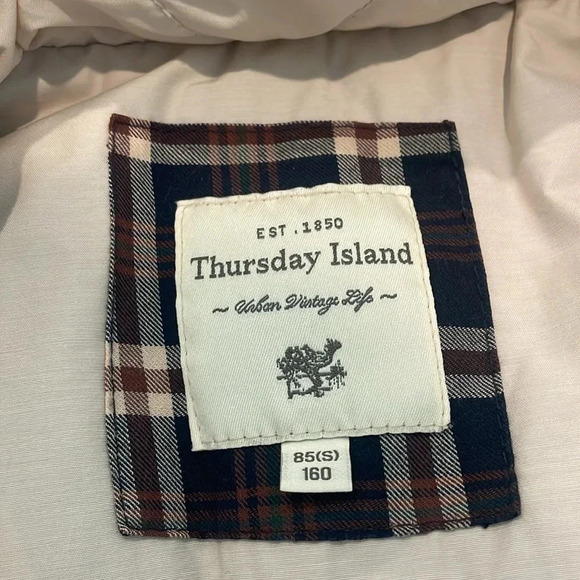 EST . 1850
Thursday Island
~ Urban Vintage Life ~
85(S)
160